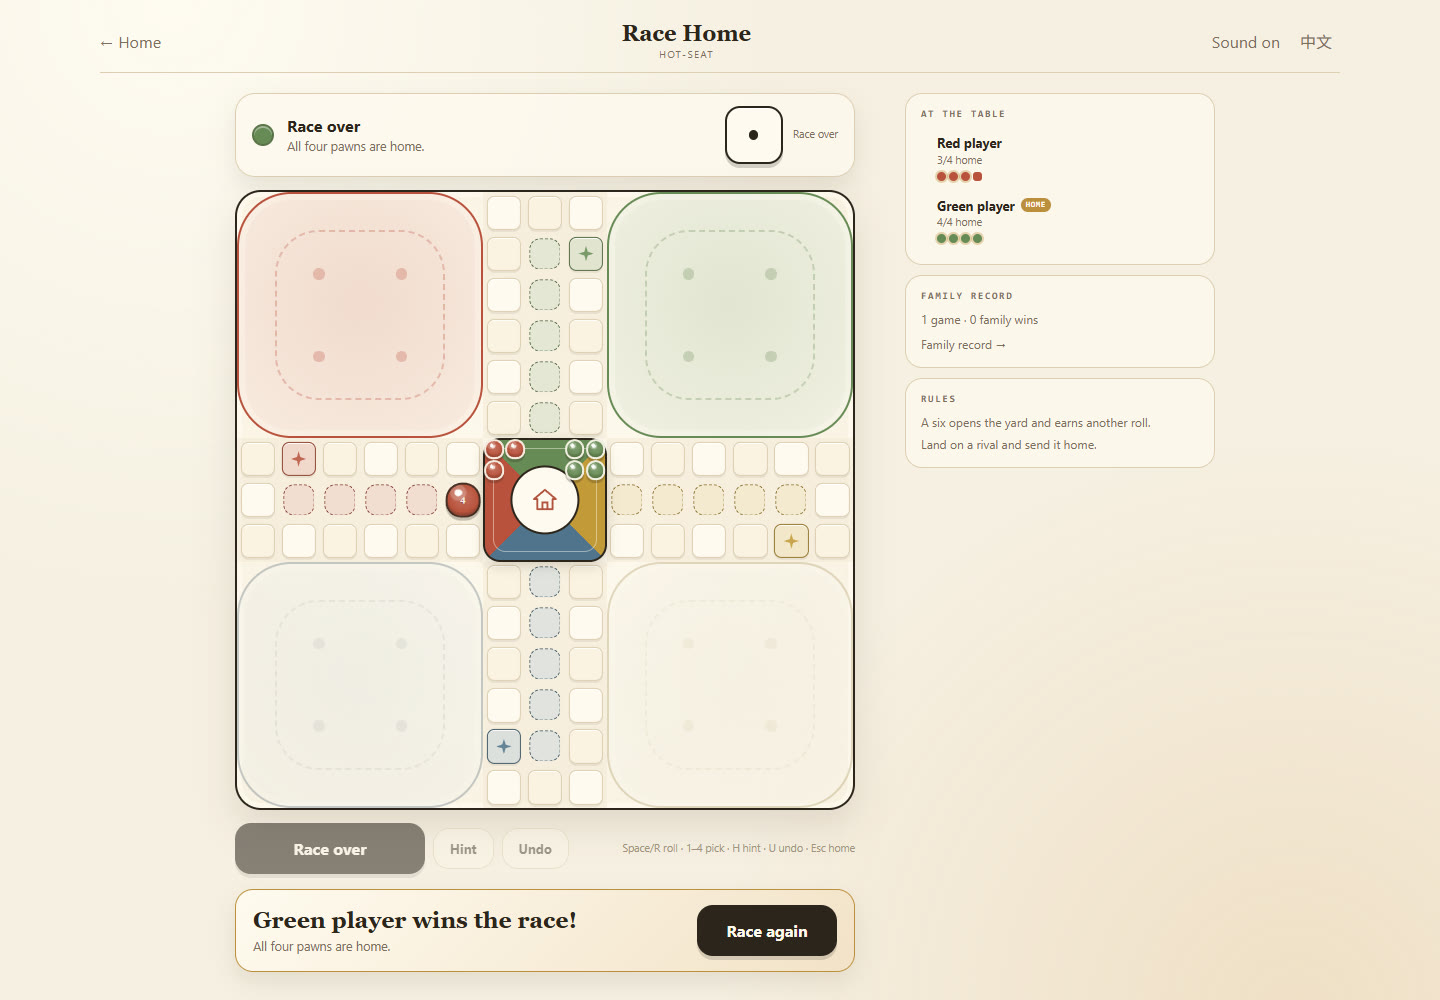 ← Home
Race Home
HOT-SEAT
Sound on
中文
Race over
All four pawns are home.
Race over
AT THE TABLE
Red player
3/4 home
Green player HOME
4/4 home
FAMILY RECORD
1 game · 0 family wins
Family record →
RULES
A six opens the yard and earns another roll.
Land on a rival and send it home.
4
Race over
Hint
Undo
Space/R roll · 1–4 pick · H hint · U undo · Esc home
Green player wins the race!
All four pawns are home.
Race again